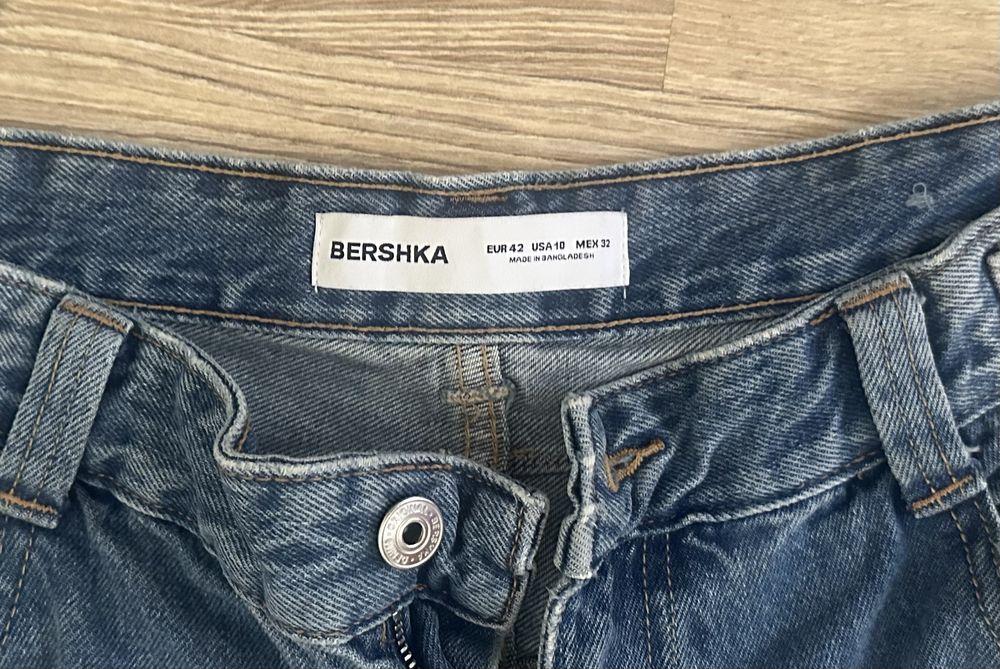 BERSHKA
EUR 42 USA 10 MEX 32
MADE IN BANGLADESH